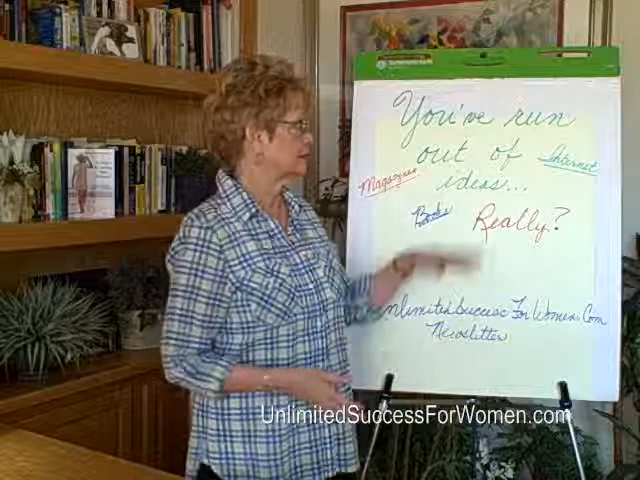 You've run
out of Internet
Magazines ideas...
Books Really?
UnlimitedSuccessForWomen.Com
Newsletter
UnlimitedSuccessForWomen.com